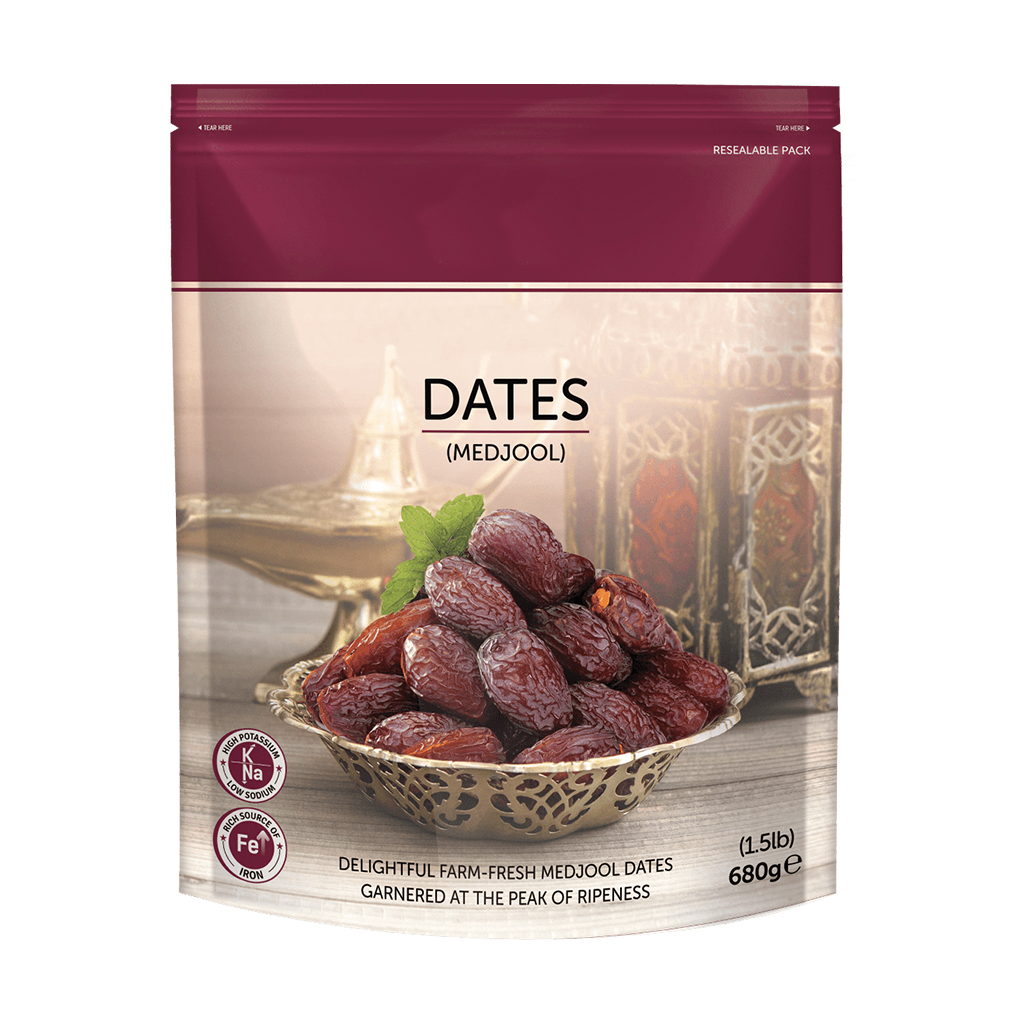 ◀ TEAR HERE
TEAR HERE ▶
RESEALABLE PACK
DATES
(MEDJOOL)
HIGH POTASSIUM
K
Na
LOW SODIUM
RICH SOURCE OF
Fe
IRON
DELIGHTFUL FARM-FRESH MEDJOOL DATES
GARNERED AT THE PEAK OF RIPENESS
(1.5lb)
680g℮